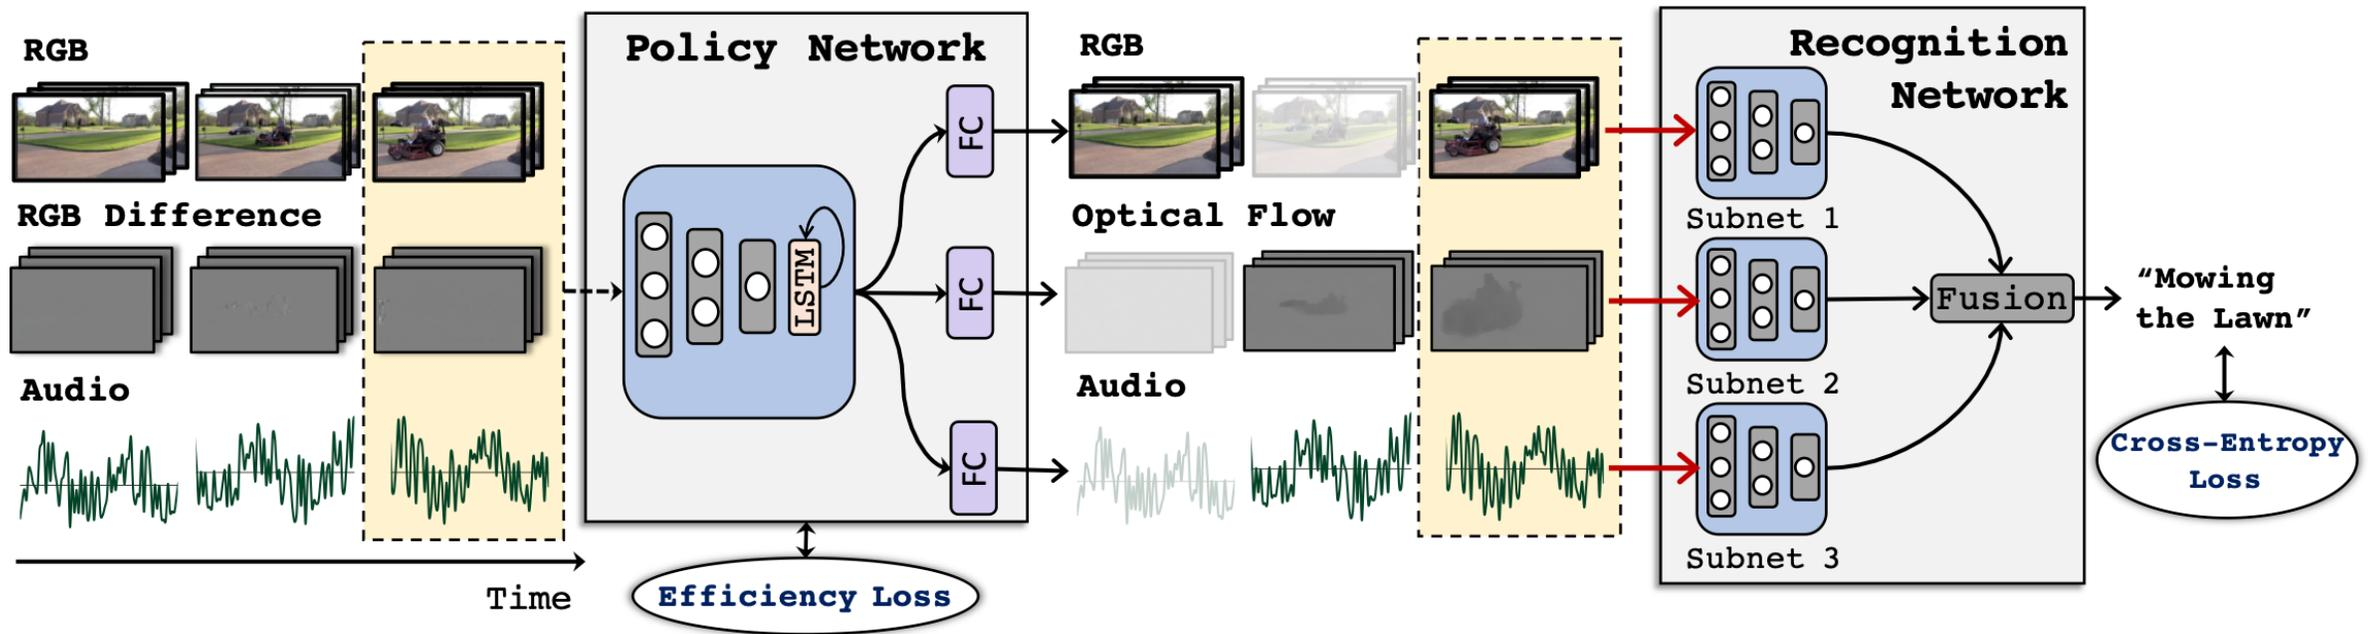 RGB
RGB Difference
Audio
Time
Policy Network
LSTM
FC
FC
FC
Efficiency Loss
RGB
Optical Flow
Audio
Recognition
Network
Subnet 1
Subnet 2
Subnet 3
Fusion
“Mowing
the Lawn”
Cross-Entropy
Loss